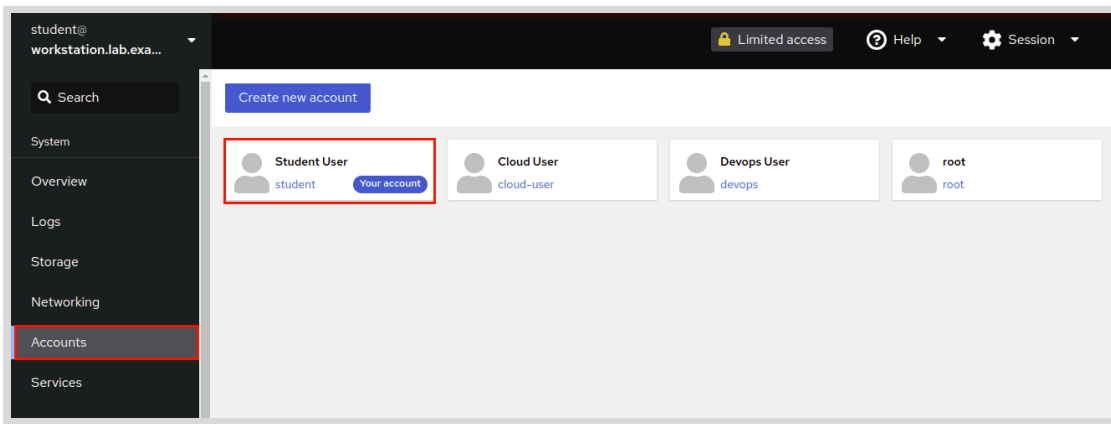 student@
workstation.lab.exa...
Limited access
Help
Session
Search
System
Overview
Logs
Storage
Networking
Accounts
Services
Create new account
Student User
student
Your account
Cloud User
cloud-user
Devops User
devops
root
root